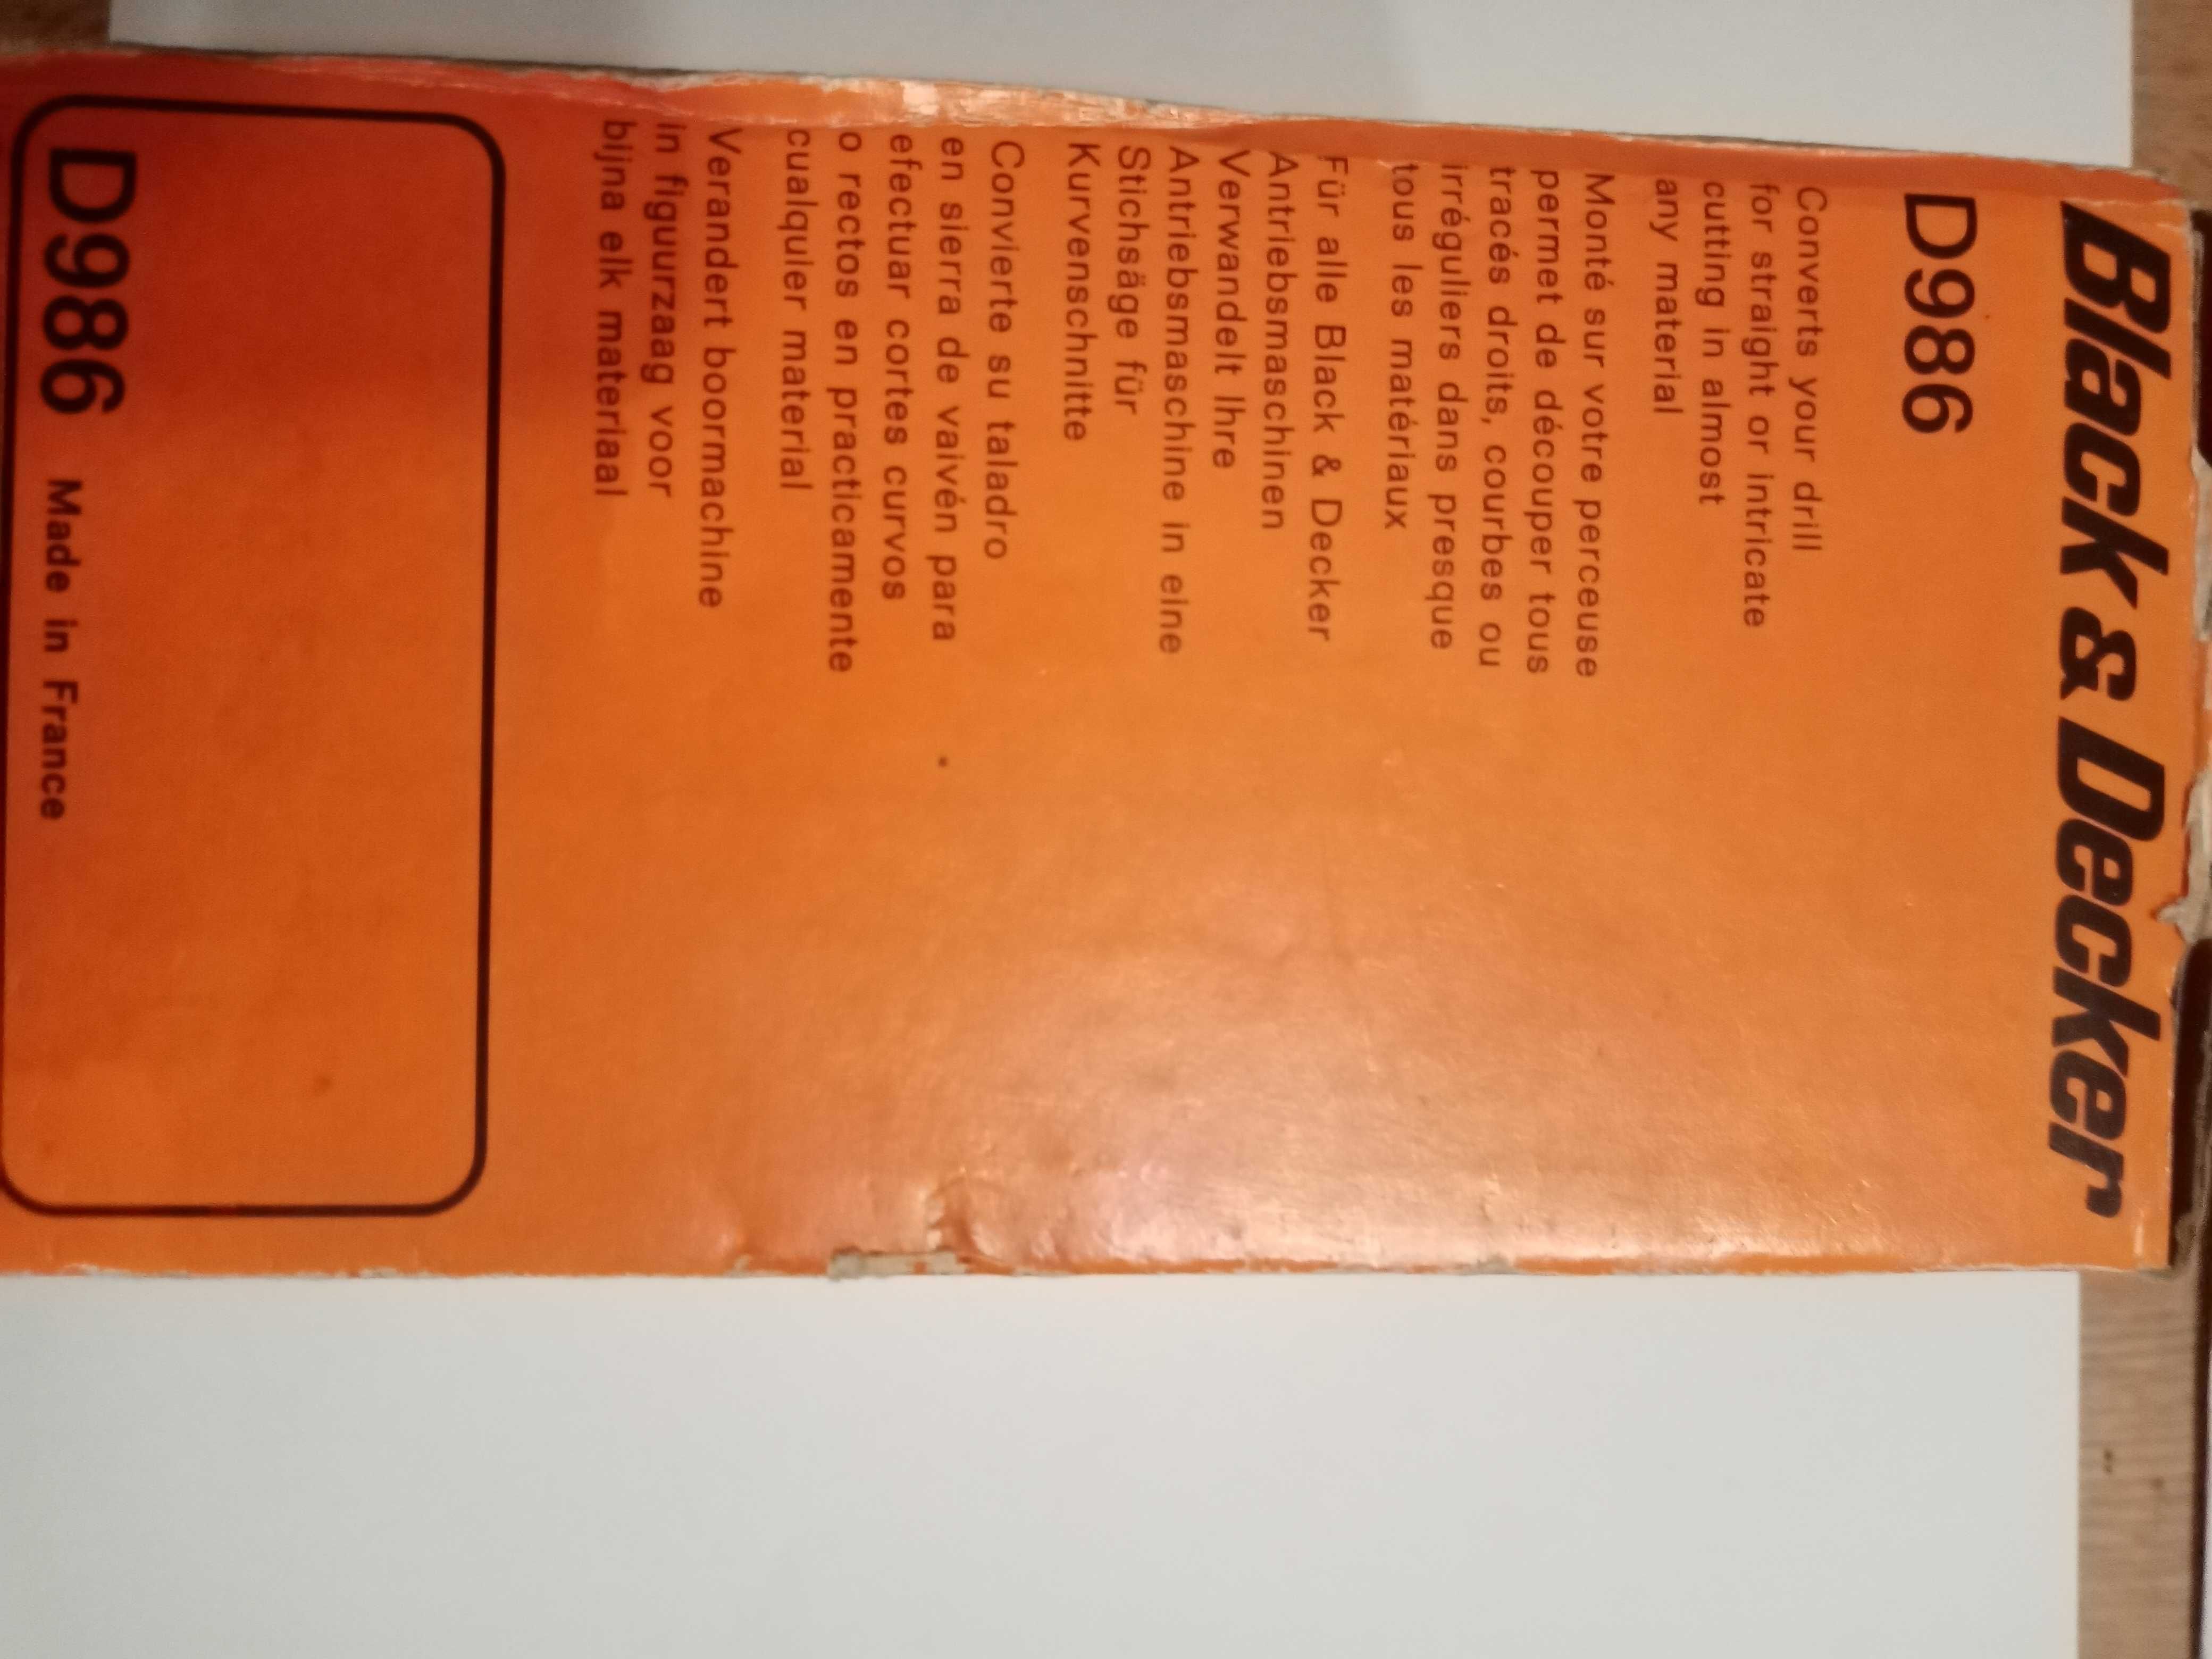 Black & Decker
D986
Converts your drill
for straight or intricate
cutting in almost
any material
Monté sur votre perceuse
permet de découper tous
tracés droits, courbes ou
irréguliers dans presque
tous les matériaux
Für alle Black & Decker
Antriebsmaschinen
Verwandelt Ihre
Antriebsmaschine in eine
Stichsäge für
Kurvenschnitte
Convierte su taladro
en sierra de vaivén para
efectuar cortes curvos
o rectos en practicamente
cualquier material
Verandert boormachine
in figuurzaag voor
bijna elk materiaal
D986 Made in France